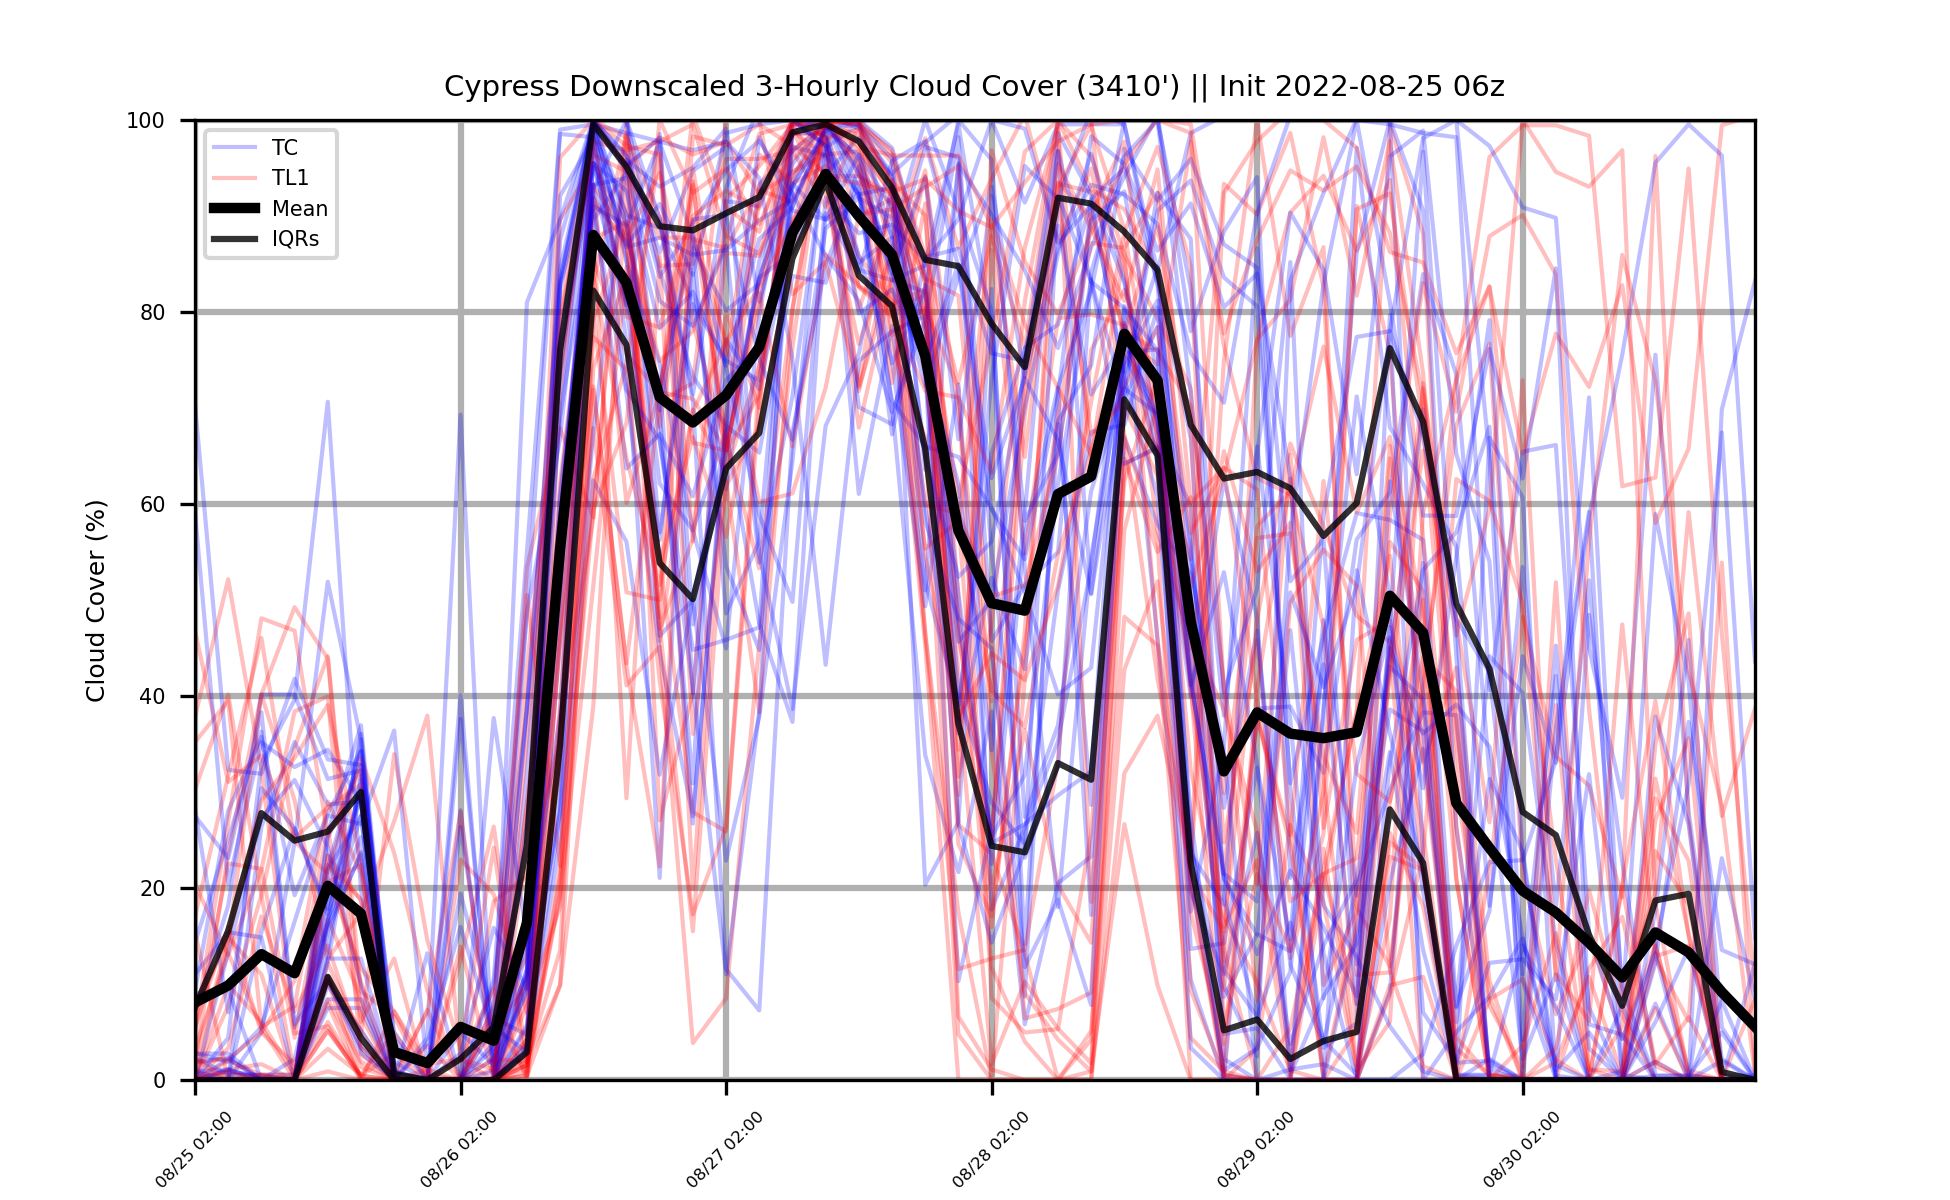 Cypress Downscaled 3-Hourly Cloud Cover (3410') || Init 2022-08-25 06z
TC
TL1
Mean
IQRs
Cloud Cover (%)
100
80
60
40
20
0
08/25 02:00
08/26 02:00
08/27 02:00
08/28 02:00
08/29 02:00
08/30 02:00